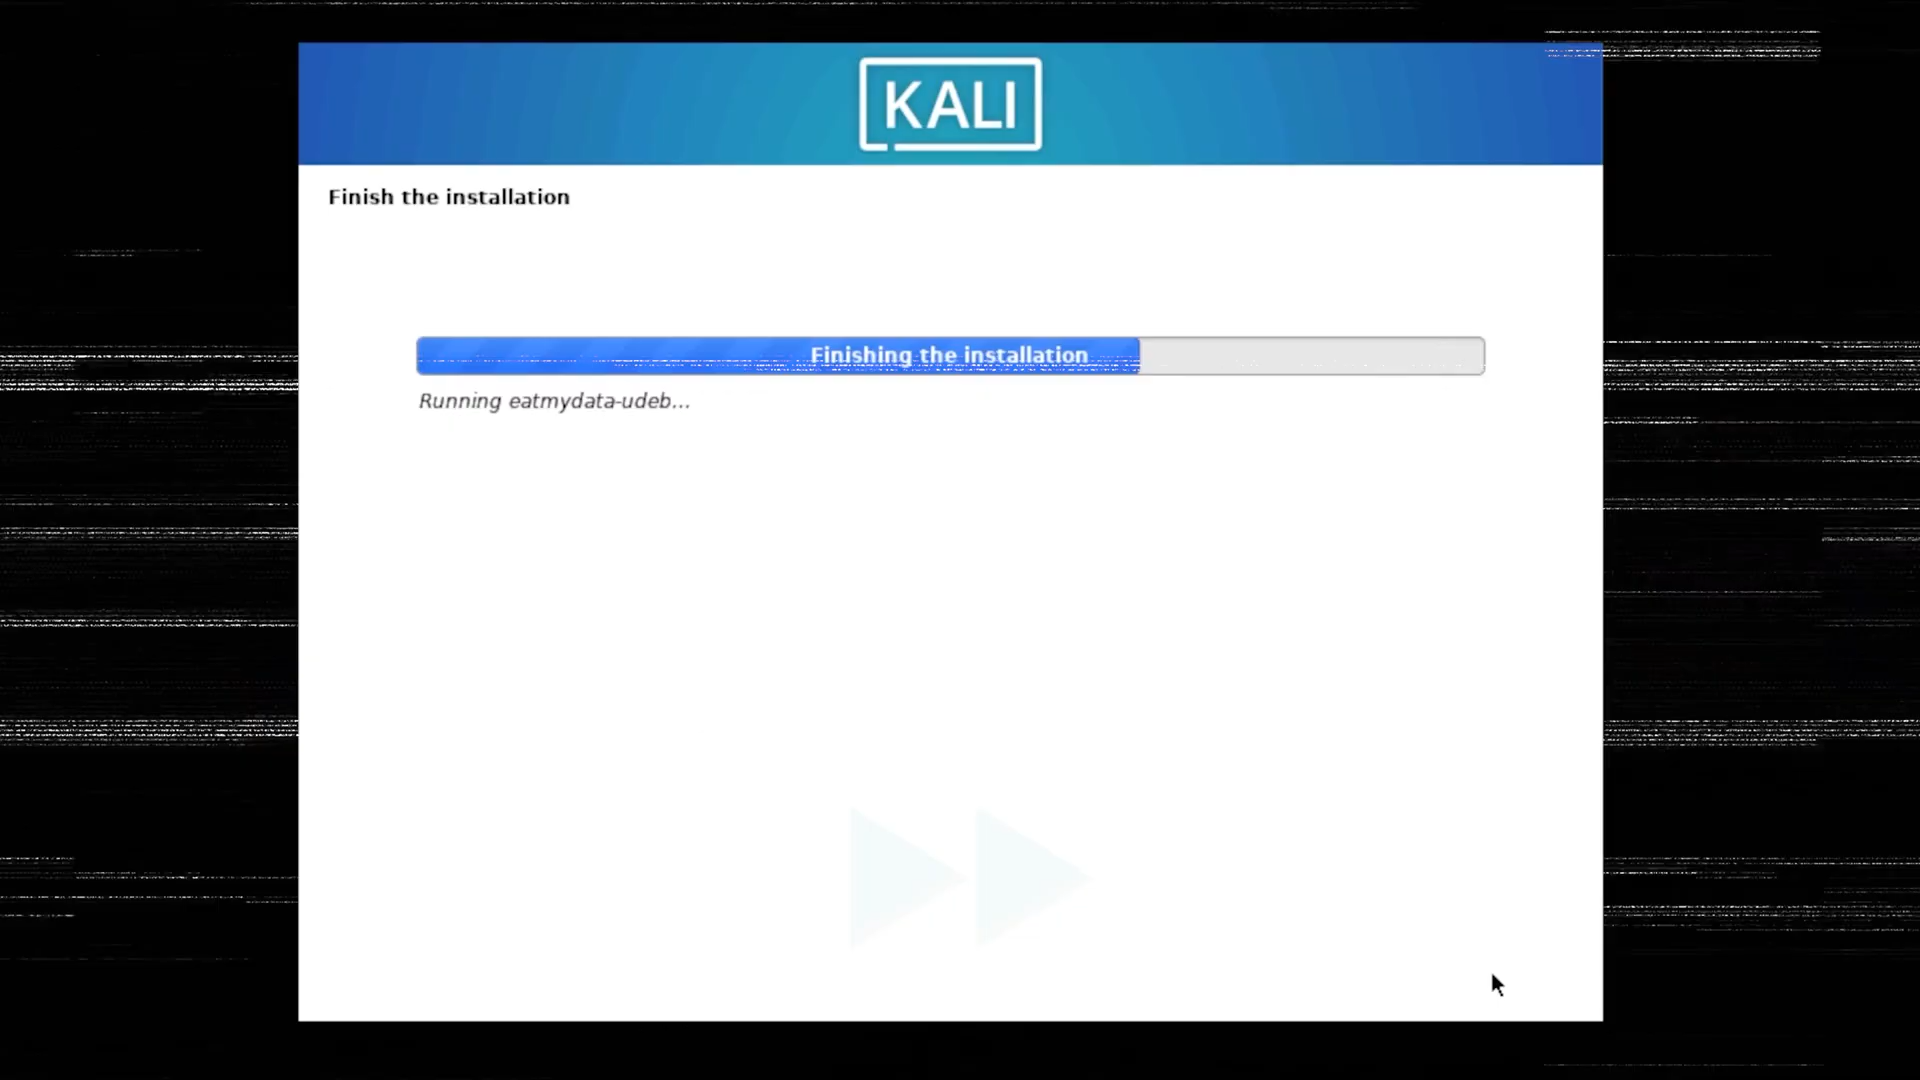 KALI
Finish the installation
Finishing the installation
Running eatmydata-udeb...